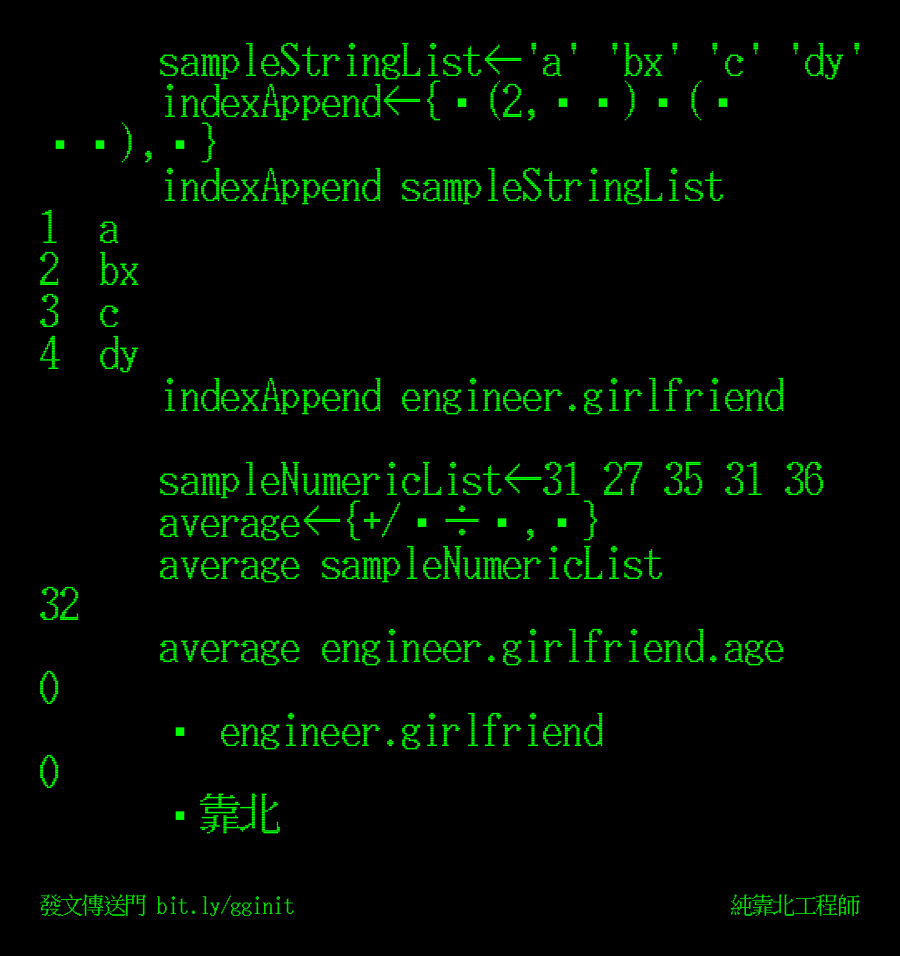 sampleStringList←'a' 'bx' 'c' 'dy'
indexAppend←{▪(2,▪▪)▪(▪
▪▪),▪}
indexAppend sampleStringList
1 a
2 bx
3 c
4 dy
indexAppend engineer.girlfriend
sampleNumericList←31 27 35 31 36
average←{+/▪÷▪,▪}
average sampleNumericList
32
average engineer.girlfriend.age
0
▪ engineer.girlfriend
0
▪靠北
發文傳送門 bit.ly/gginit
純靠北工程師